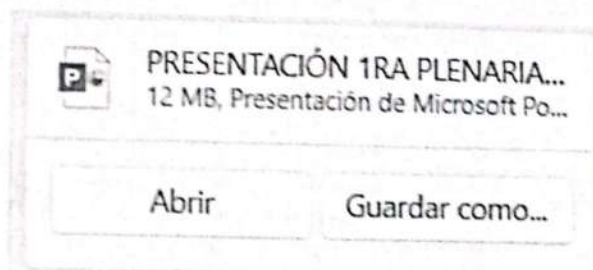 PRESENTACIÓN 1RA PLENARIA...
12 MB, Presentación de Microsoft Po...
Abrir
Guardar como...